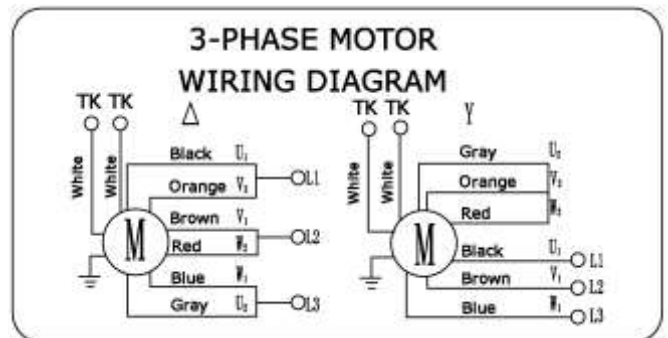 3-PHASE MOTOR
WIRING DIAGRAM
TK TK
Δ
White
White
Black U₁
Orange V₂
L1
Brown V₁
Red W₂
L2
Blue W₁
Gray U₂
L3
M
TK TK
Y
White
White
Gray U₂
Orange V₂
Red W₂
M
Black U₁ L1
Brown V₁ L2
Blue W₁ L3